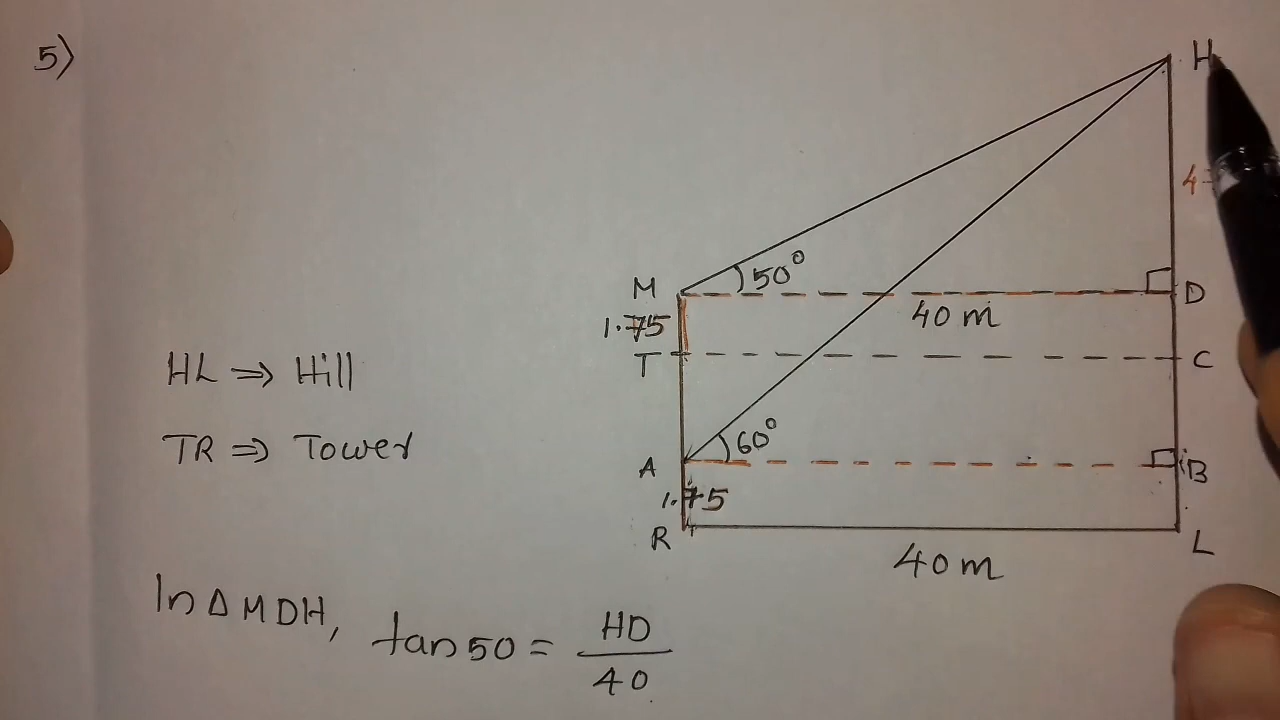 5)
H
4
M 50° D
1.75 40 m
T C
HL ⇒ Hill
TR ⇒ Tower
A 60° B
1.75
R L
40 m
In Δ MDH, tan 50 = HD / 40